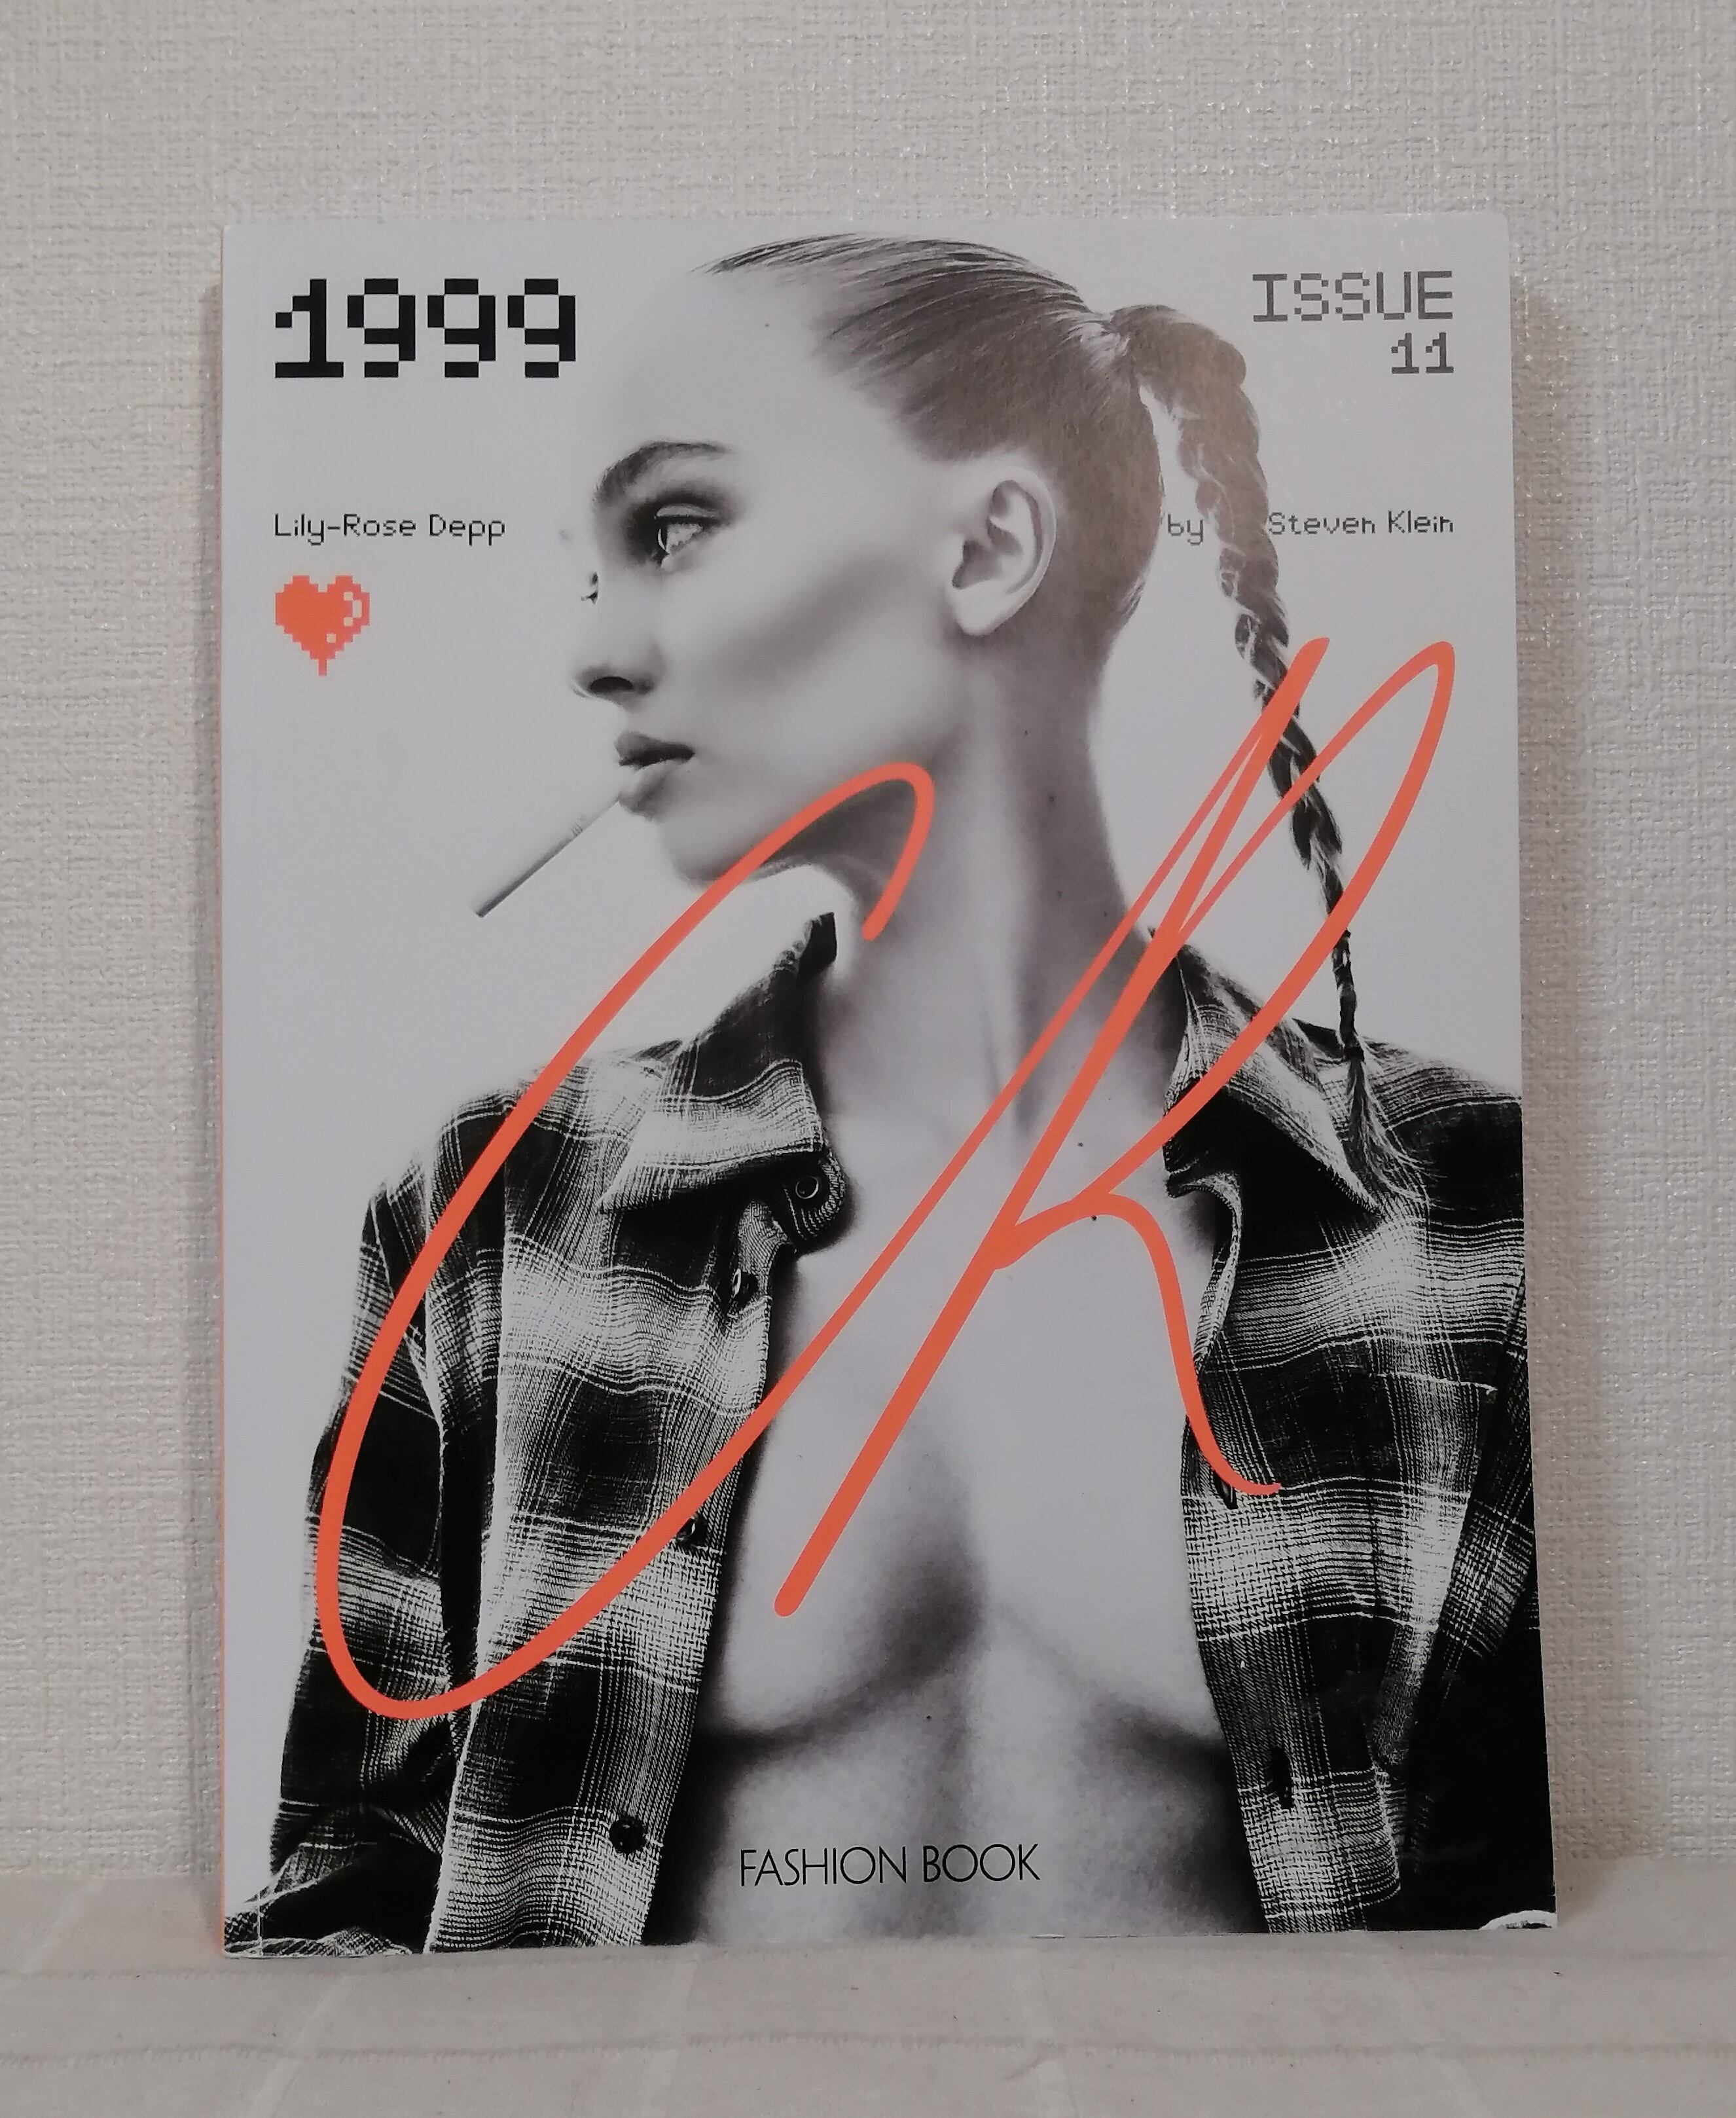 1999
ISSUE
11
Lily-Rose Depp
by Steven Klein
CR
FASHION BOOK